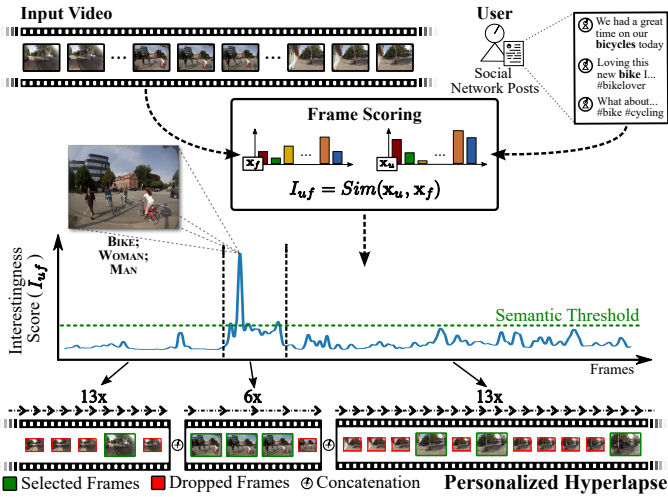 Input Video
User
Social
Network Posts
We had a great
time on our
bicycles today
Loving this
new bike I...
#bikelover
What about...
#bike #cycling
Frame Scoring
x_f
x_u
I_uf = Sim(x_u, x_f)
BIKE;
WOMAN;
MAN
Interestingness
Score (I_uf)
Semantic Threshold
Frames
13x
6x
13x
Selected Frames
Dropped Frames
Concatenation
Personalized Hyperlapse